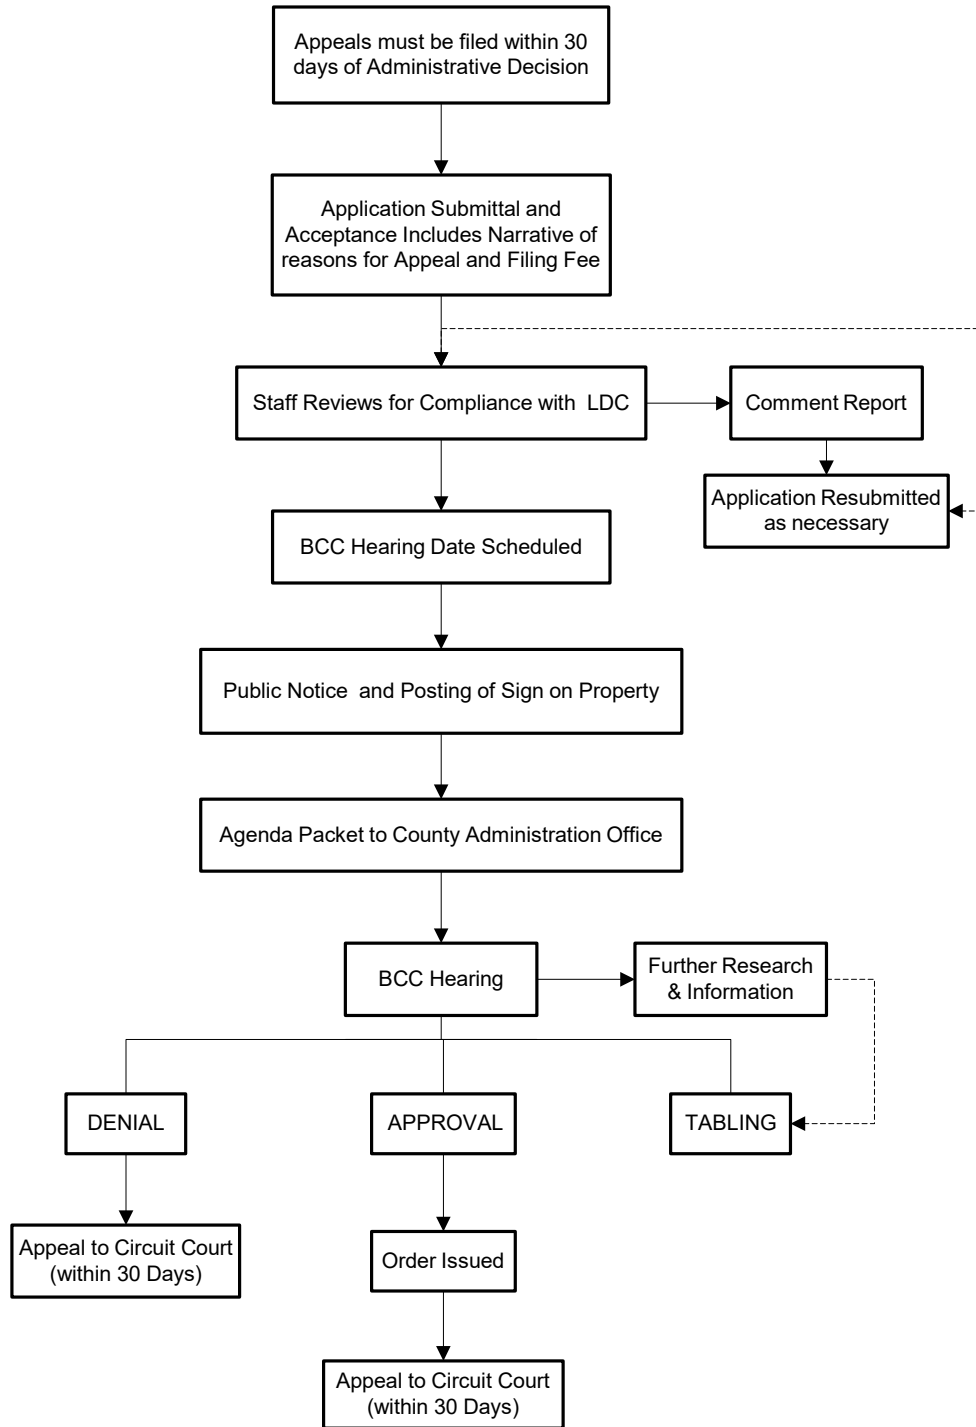 Appeals must be filed within 30
days of Administrative Decision
Application Submittal and
Acceptance Includes Narrative of
reasons for Appeal and Filing Fee
Staff Reviews for Compliance with LDC
Comment Report
Application Resubmitted
as necessary
BCC Hearing Date Scheduled
Public Notice and Posting of Sign on Property
Agenda Packet to County Administration Office
BCC Hearing
Further Research
& Information
DENIAL
APPROVAL
TABLING
Appeal to Circuit Court
(within 30 Days)
Order Issued
Appeal to Circuit Court
(within 30 Days)